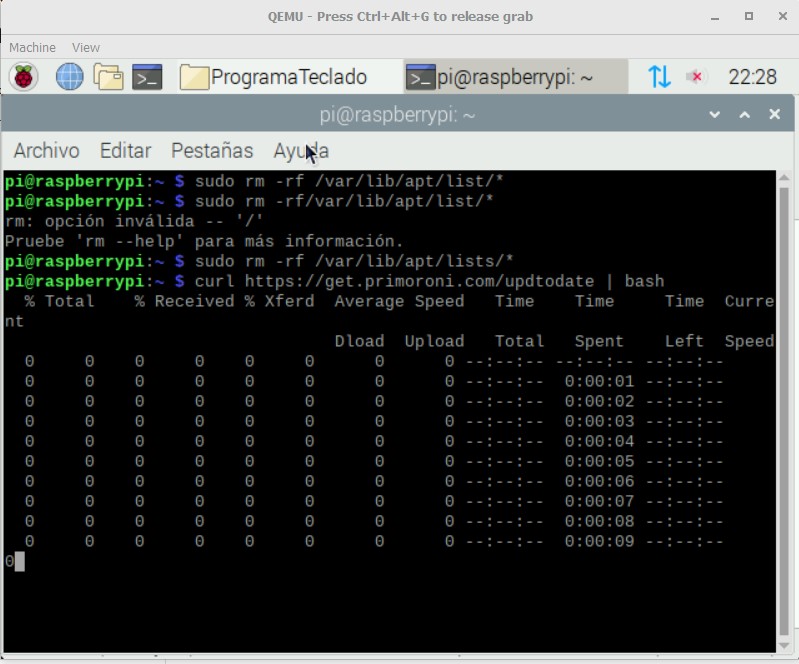 QEMU - Press Ctrl+Alt+G to release grab
Machine View
ProgramaTeclado pi@raspberrypi: ~ 22:28
pi@raspberrypi: ~
Archivo Editar Pestañas Ayuda
pi@raspberrypi:~ $ sudo rm -rf /var/lib/apt/list/*
pi@raspberrypi:~ $ sudo rm -rf/var/lib/apt/list/*
rm: opción inválida -- '/'
Pruebe 'rm --help' para más información.
pi@raspberrypi:~ $ sudo rm -rf /var/lib/apt/lists/*
pi@raspberrypi:~ $ curl https://get.primoroni.com/updtodate | bash
  % Total    % Received % Xferd  Average Speed   Time    Time     Time  Curre
nt
                                 Dload  Upload   Total   Spent    Left  Speed
  0     0    0     0    0     0      0      0 --:--:-- --:--:-- --:--:--
  0     0    0     0    0     0      0      0 --:--:--  0:00:01 --:--:--
  0     0    0     0    0     0      0      0 --:--:--  0:00:02 --:--:--
  0     0    0     0    0     0      0      0 --:--:--  0:00:03 --:--:--
  0     0    0     0    0     0      0      0 --:--:--  0:00:04 --:--:--
  0     0    0     0    0     0      0      0 --:--:--  0:00:05 --:--:--
  0     0    0     0    0     0      0      0 --:--:--  0:00:06 --:--:--
  0     0    0     0    0     0      0      0 --:--:--  0:00:07 --:--:--
  0     0    0     0    0     0      0      0 --:--:--  0:00:08 --:--:--
  0     0    0     0    0     0      0      0 --:--:--  0:00:09 --:--:--
0